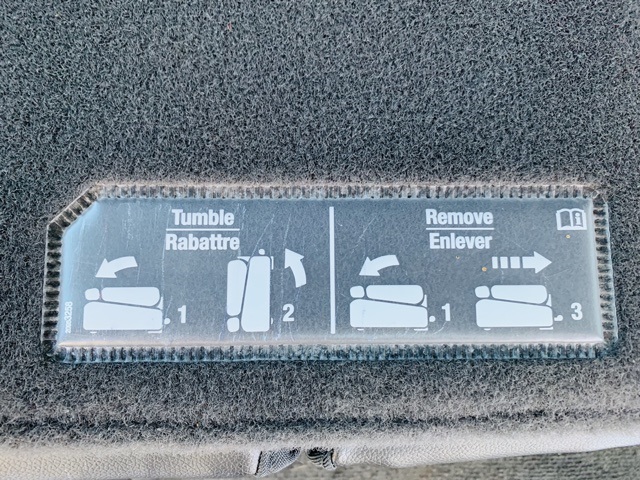 Tumble
Rabattre
1
2
Remove
Enlever
1
3